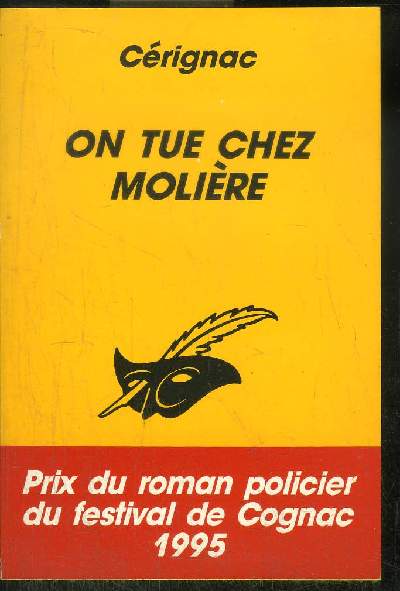 Cérignac
ON TUE CHEZ
MOLIÈRE
Prix du roman policier
du festival de Cognac
1995